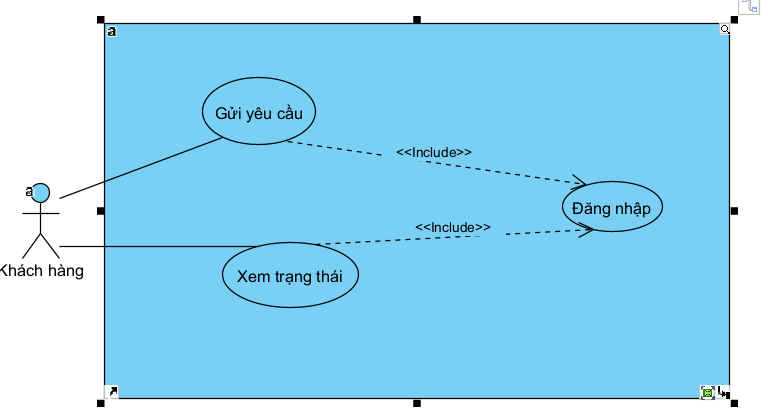 a
Gửi yêu cầu
<<Include>>
a
Đăng nhập
<<Include>>
Khách hàng
Xem trạng thái